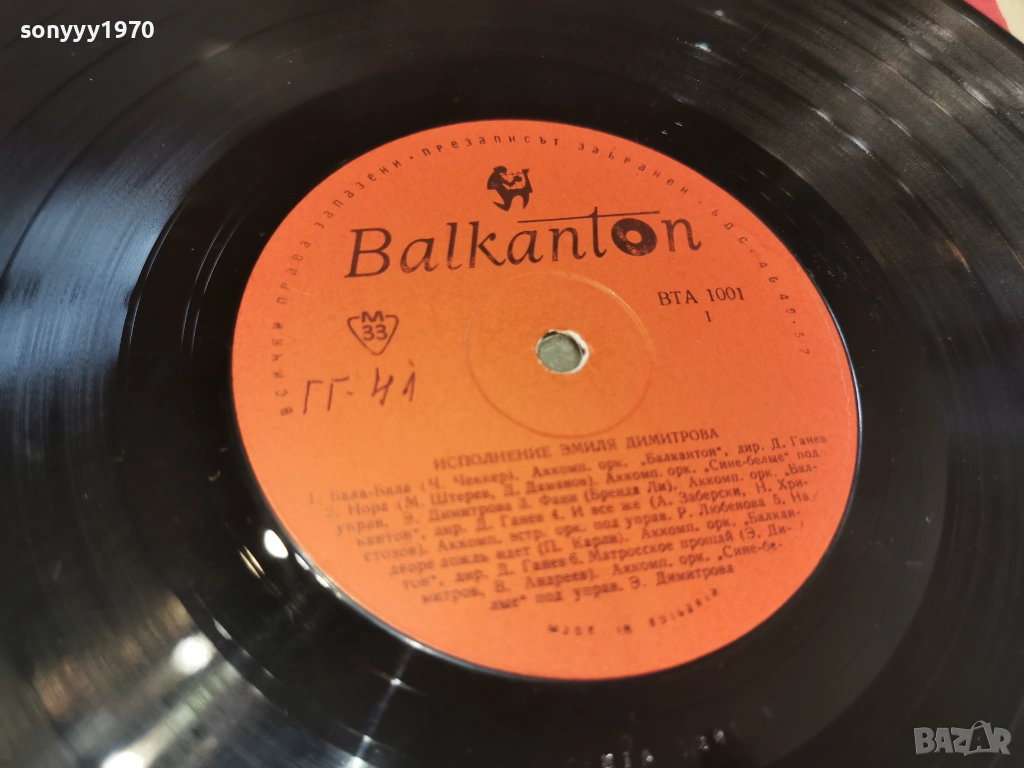 sonyyy1970
ВСИЧКИ ПРАВА ЗАПАЗЕНИ · ПРЕЗАПИСЪТ ЗАБРАНЕН · БДС · 4640.57
Balkanton
ВТА 1001
I
M
33
ГГ-41
ИСПОЛНЕНИЕ ЭМИЛЯ ДИМИТРОВА
1. Бала-Бала (Ч. Чеккер). Аккомп. орк. „Балкантон", дир. Д. Ганев
2. Нора (М. Штерев, Д. Дамянов). Аккомп. орк. „Сине-белые" под
управ. Э. Димитрова 3. Фани (Бренда Ли). Аккомп. орк. „Бал-
кантон", дир. Д. Ганев 4. И все же (А. Заберски, Н. Хри-
стозов). Аккомп. эстр. орк. под управ. Р. Любенова 5. На
дворе дождь идет (П. Карли). Аккомп. орк. „Балкан-
тон", дир. Д. Ганев 6. Матросское прощай (Э. Ди-
митров, В. Андреев). Аккомп. орк. „Сине-бе-
лые" под управ. Э. Димитрова
BAZAR